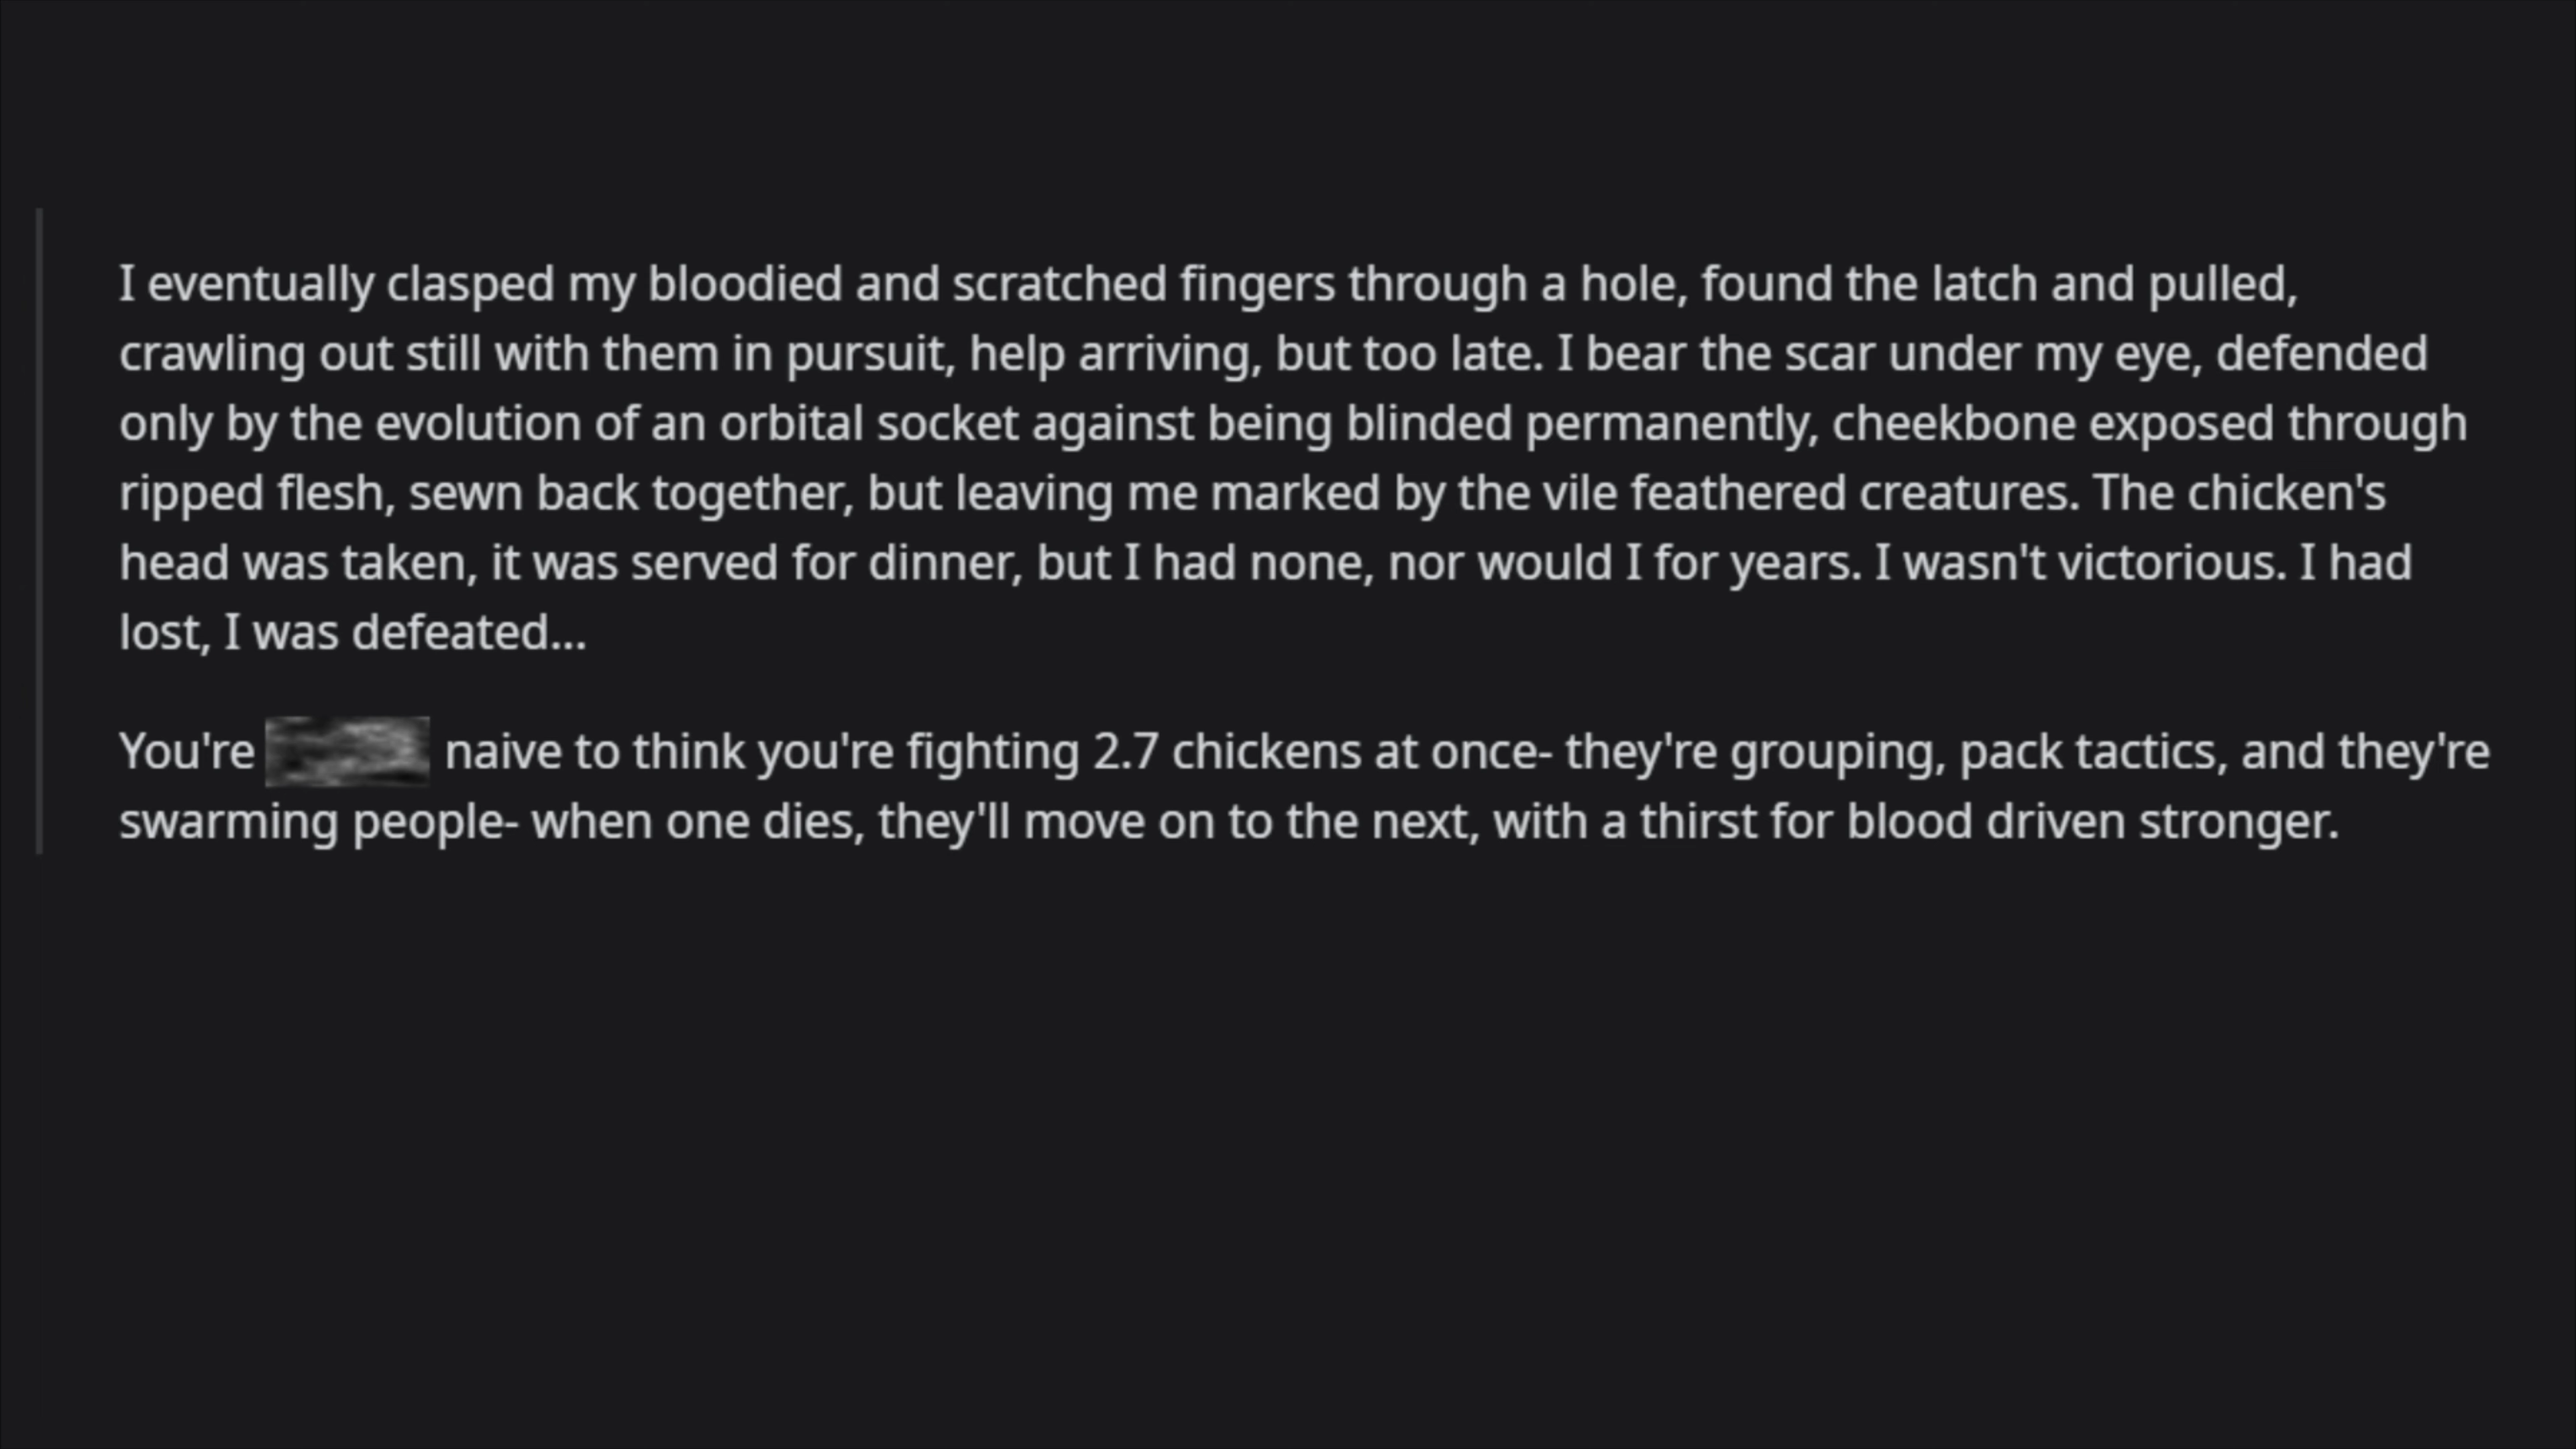 I eventually clasped my bloodied and scratched fingers through a hole, found the latch and pulled,
crawling out still with them in pursuit, help arriving, but too late. I bear the scar under my eye, defended
only by the evolution of an orbital socket against being blinded permanently, cheekbone exposed through
ripped flesh, sewn back together, but leaving me marked by the vile feathered creatures. The chicken's
head was taken, it was served for dinner, but I had none, nor would I for years. I wasn't victorious. I had
lost, I was defeated...
You're naive to think you're fighting 2.7 chickens at once- they're grouping, pack tactics, and they're
swarming people- when one dies, they'll move on to the next, with a thirst for blood driven stronger.